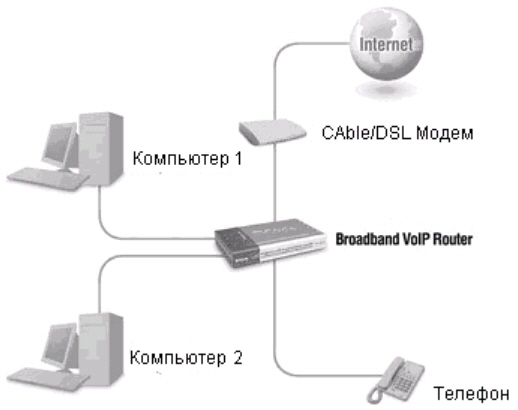 Internet
CAble/DSL Модем
Компьютер 1
Broadband VoIP Router
Компьютер 2
Телефон